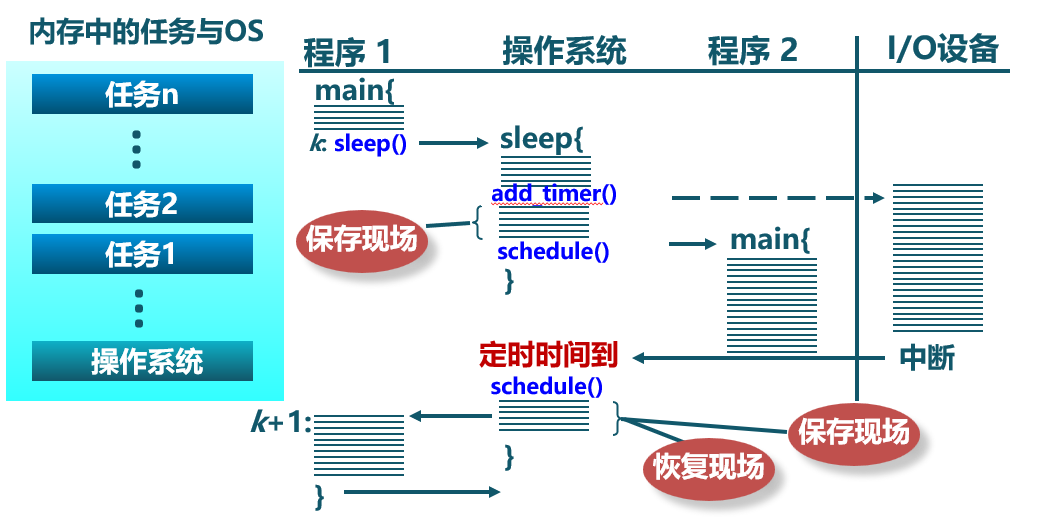 内存中的任务与OS
任务n
任务2
任务1
操作系统
程序 1
操作系统
程序 2
I/O设备
main{
k: sleep()
sleep{
add_timer()
保存现场
schedule()
}
main{
中断
定时时间到
schedule()
k+1:
}
保存现场
恢复现场
}